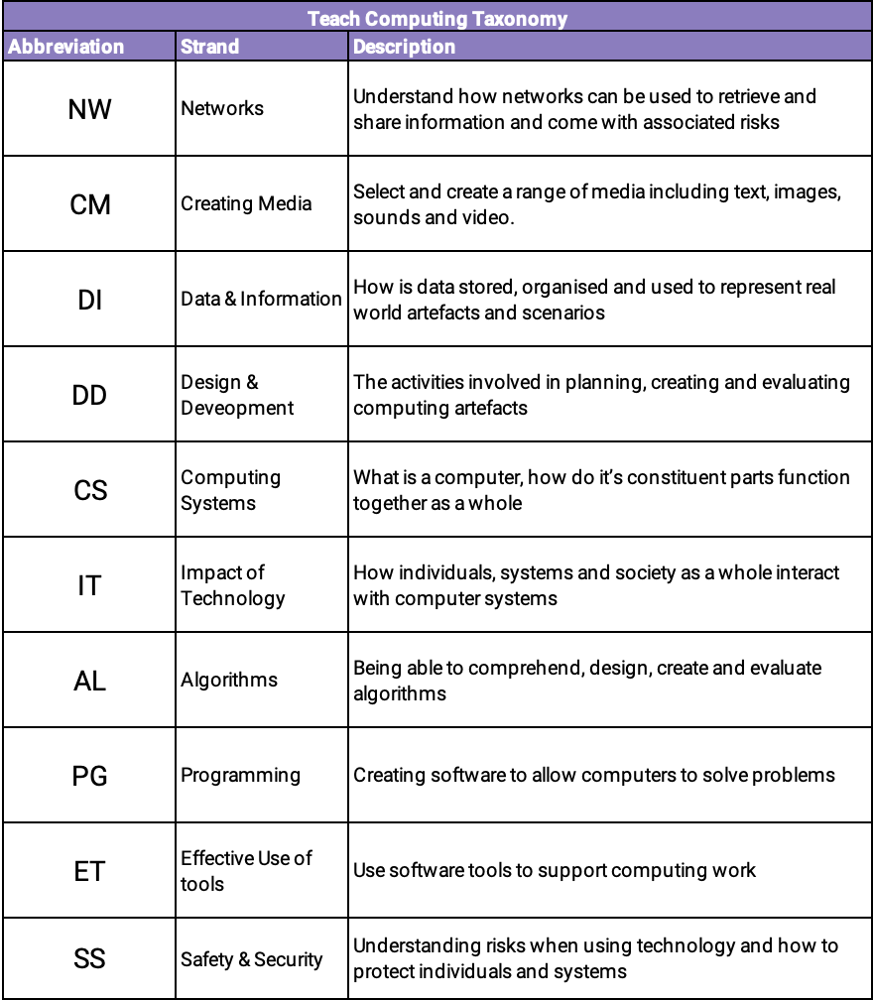 Teach Computing Taxonomy
Abbreviation Strand Description
NW Networks Understand how networks can be used to retrieve and
share information and come with associated risks
CM Creating Media Select and create a range of media including text, images,
sounds and video.
DI Data & Information How is data stored, organised and used to represent real
world artefacts and scenarios
DD Design &
Deveopment
The activities involved in planning, creating and evaluating
computing artefacts
CS Computing
Systems
What is a computer, how do it’s constituent parts function
together as a whole
IT Impact of
Technology
How individuals, systems and society as a whole interact
with computer systems
AL Algorithms Being able to comprehend, design, create and evaluate
algorithms
PG Programming Creating software to allow computers to solve problems
ET Effective Use of
tools
Use software tools to support computing work
SS Safety & Security Understanding risks when using technology and how to
protect individuals and systems